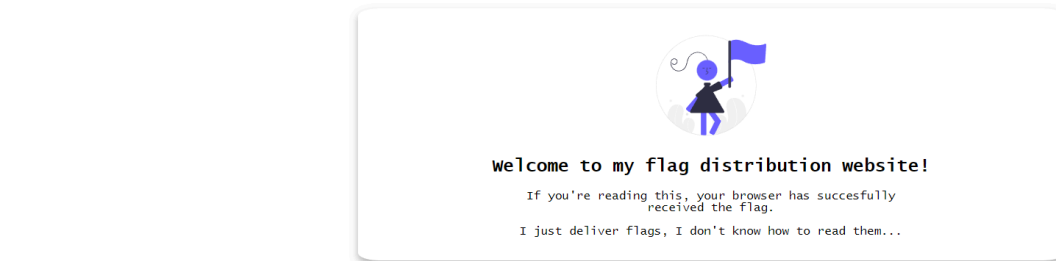 Welcome to my flag distribution website!
If you're reading this, your browser has succesfully
received the flag.
I just deliver flags, I don't know how to read them...